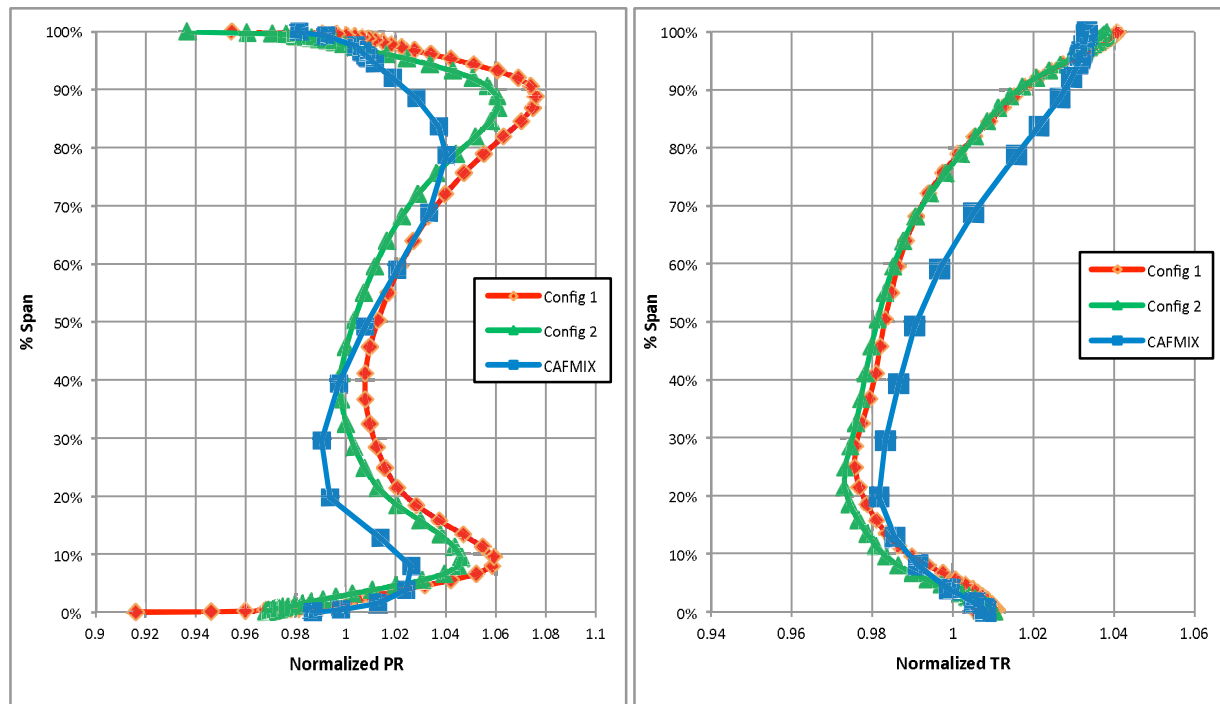 100%
90%
80%
70%
60%
50%
40%
30%
20%
10%
0%
% Span
0.9 0.92 0.94 0.96 0.98 1 1.02 1.04 1.06 1.08 1.1
Normalized PR
Config 1
Config 2
CAFMIX
100%
90%
80%
70%
60%
50%
40%
30%
20%
10%
0%
% Span
0.94 0.96 0.98 1 1.02 1.04 1.06
Normalized TR
Config 1
Config 2
CAFMIX